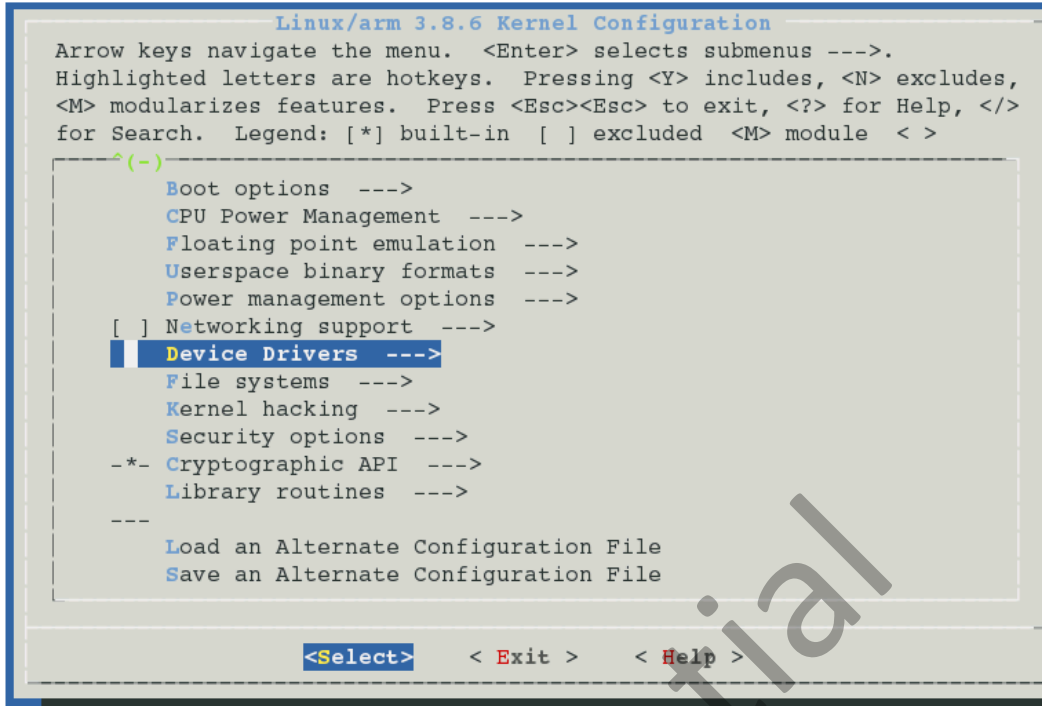 Linux/arm 3.8.6 Kernel Configuration
Arrow keys navigate the menu.  <Enter> selects submenus --->.
Highlighted letters are hotkeys.  Pressing <Y> includes, <N> excludes,
<M> modularizes features.  Press <Esc><Esc> to exit, <?> for Help, </>
for Search.  Legend: [*] built-in  [ ] excluded  <M> module  < >
^(-)
Boot options  --->
CPU Power Management  --->
Floating point emulation  --->
Userspace binary formats  --->
Power management options  --->
[ ] Networking support  --->
Device Drivers  --->
File systems  --->
Kernel hacking  --->
Security options  --->
-*- Cryptographic API  --->
Library routines  --->
---
Load an Alternate Configuration File
Save an Alternate Configuration File
<Select>    < Exit >    < Help >
tial